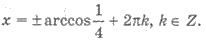 x = ±arccos 1/4 + 2πk, k ∈ Z.